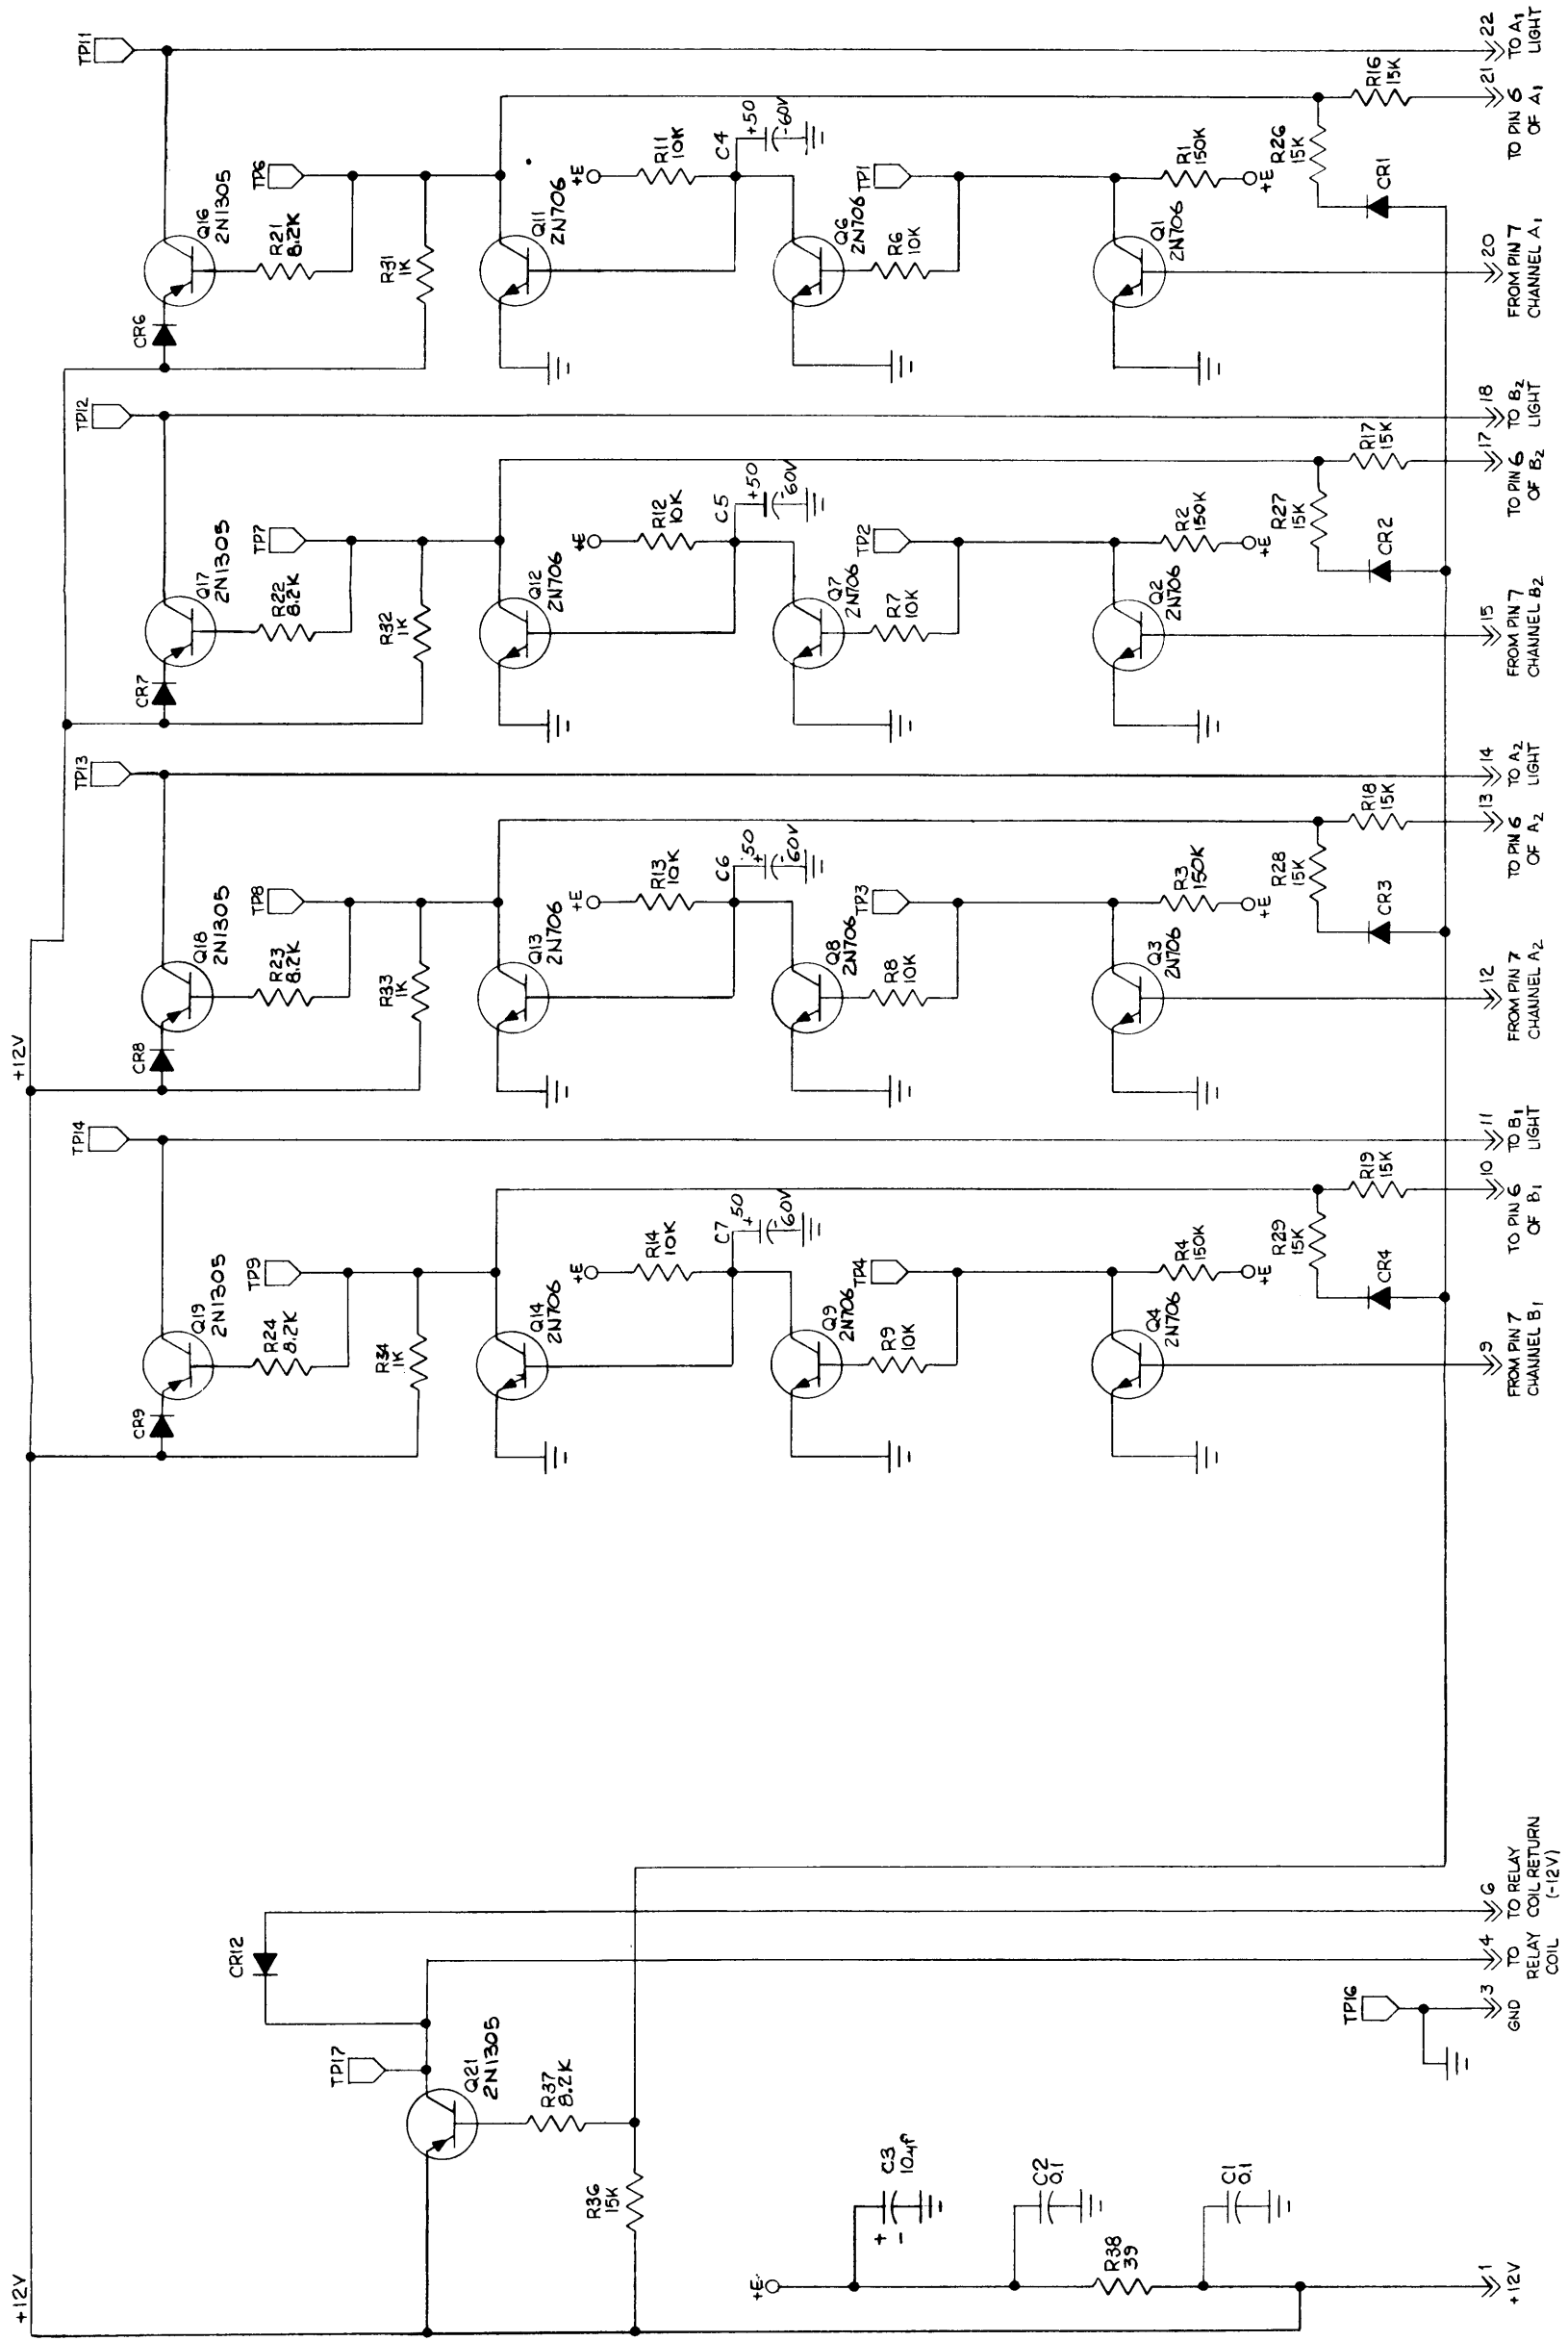 +12V
+12V
TP14
TP13
TP12
TP11
CR9
Q19
2N1305
R24
8.2K
TP9
R34
1K
Q14
2N706
+E
R14
10K
C7
50
+
-60V
Q9
2N706
R9
10K
TP4
Q4
2N706
R4
150K
+E
R29
15K
CR4
R19
15K
9
FROM PIN 7
CHANNEL B1
10
TO PIN 6
OF B1
11
TO B1
LIGHT
CR8
Q18
2N1305
R23
8.2K
TP8
R33
1K
Q13
2N706
+E
R13
10K
C6
50
+
-60V
Q8
2N706
R8
10K
TP3
Q3
2N706
R3
150K
+E
R28
15K
CR3
R18
15K
12
FROM PIN 7
CHANNEL A2
13
TO PIN 6
OF A2
14
TO A2
LIGHT
CR7
Q17
2N1305
R22
8.2K
TP7
R32
1K
Q12
2N706
+E
R12
10K
C5
+50
-60V
Q7
2N706
R7
10K
TP2
Q2
2N706
R2
150K
+E
R27
15K
CR2
R17
15K
15
FROM PIN 7
CHANNEL B2
17
TO PIN 6
OF B2
18
TO B2
LIGHT
CR6
Q16
2N1305
R21
8.2K
TP6
R31
1K
Q11
2N706
+E
R11
10K
C4
+50
-60V
Q6
2N706
R6
10K
TP1
Q1
2N706
R1
150K
+E
R26
15K
CR1
R16
15K
20
FROM PIN 7
CHANNEL A1
21
TO PIN 6
OF A1
22
TO A1
LIGHT
CR12
TP17
Q21
2N1305
R37
8.2K
R36
15K
+E
C3
10µf
+ -
C2
0.1
R38
39
C1
0.1
TP16
1
+12V
3
GND
4
TO
RELAY
COIL
6
TO RELAY
COIL RETURN
(-12V)